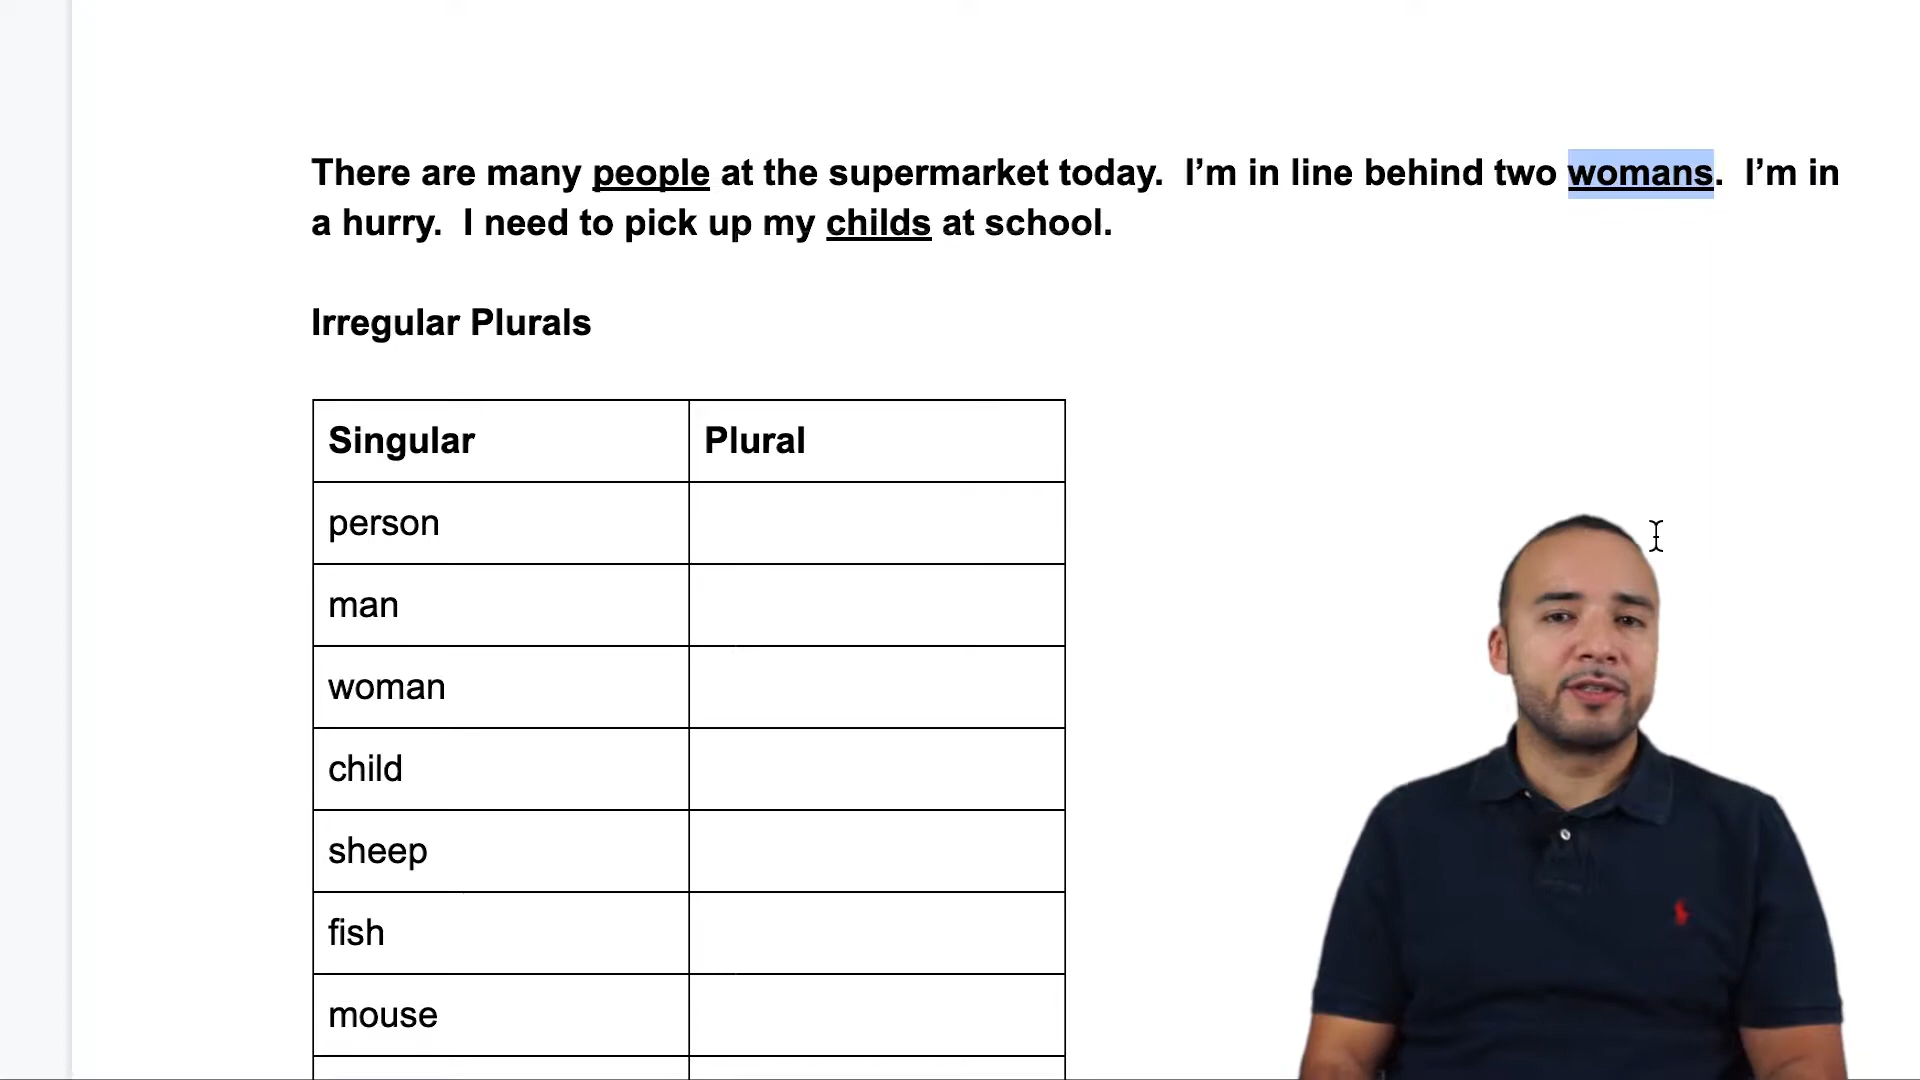 There are many people at the supermarket today.  I’m in line behind two womans.  I’m in
a hurry.  I need to pick up my childs at school.
Irregular Plurals
Singular Plural
person
man
woman
child
sheep
fish
mouse